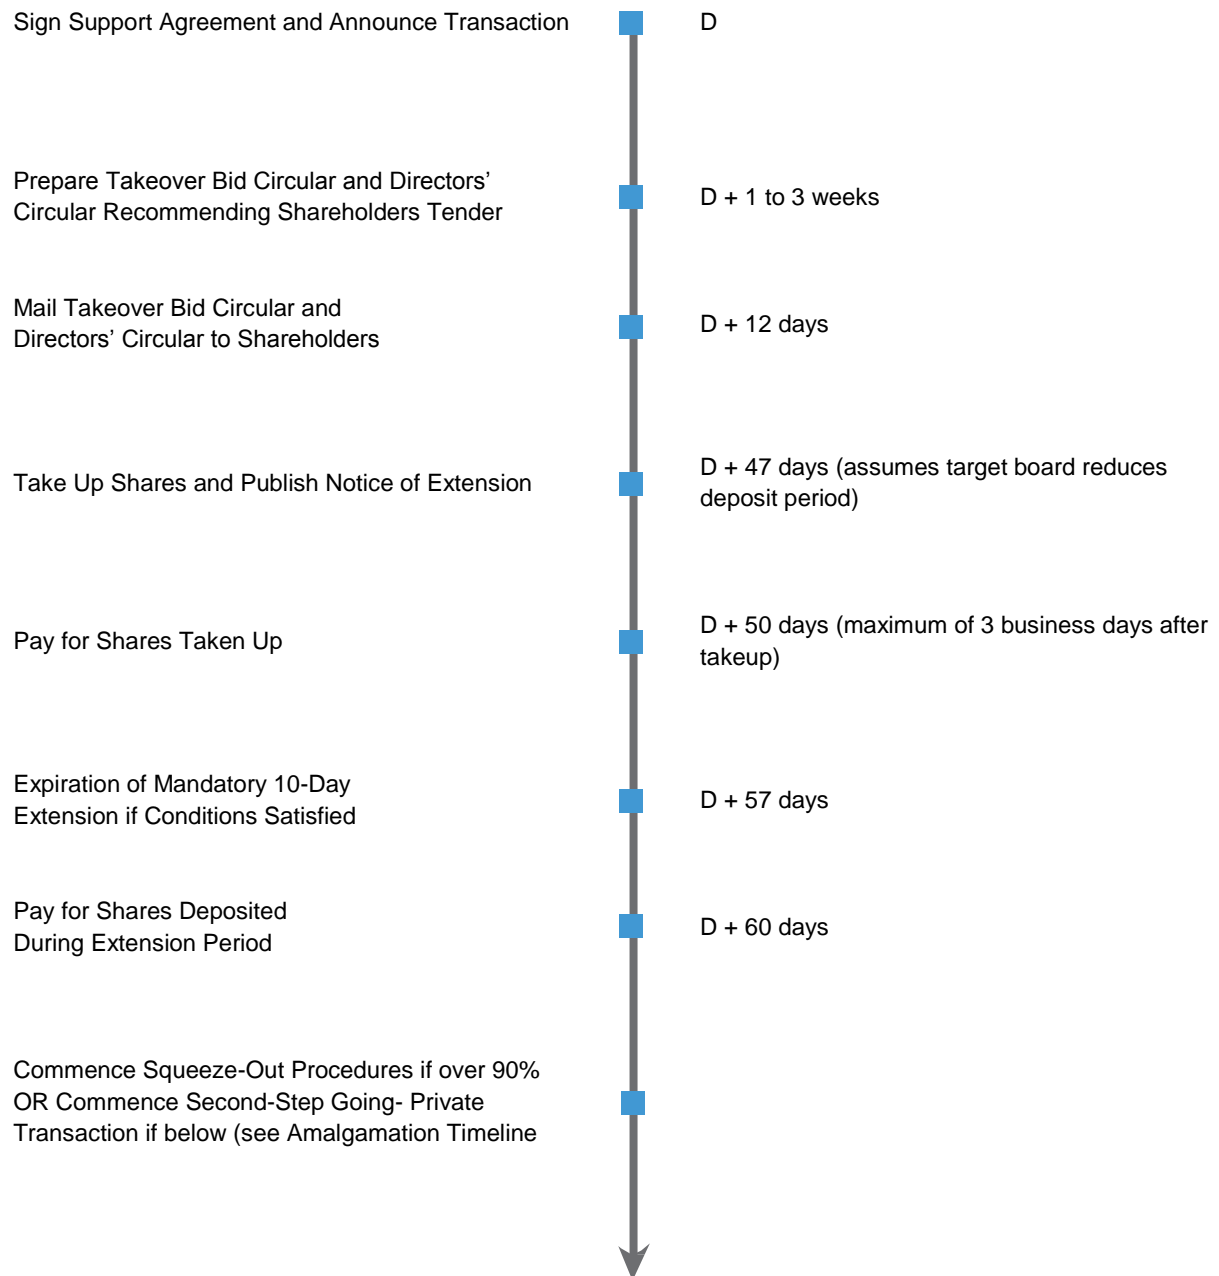 Sign Support Agreement and Announce Transaction
D
Prepare Takeover Bid Circular and Directors’
Circular Recommending Shareholders Tender
D + 1 to 3 weeks
Mail Takeover Bid Circular and
Directors’ Circular to Shareholders
D + 12 days
Take Up Shares and Publish Notice of Extension
D + 47 days (assumes target board reduces
deposit period)
Pay for Shares Taken Up
D + 50 days (maximum of 3 business days after
takeup)
Expiration of Mandatory 10-Day
Extension if Conditions Satisfied
D + 57 days
Pay for Shares Deposited
During Extension Period
D + 60 days
Commence Squeeze-Out Procedures if over 90%
OR Commence Second-Step Going- Private
Transaction if below (see Amalgamation Timeline